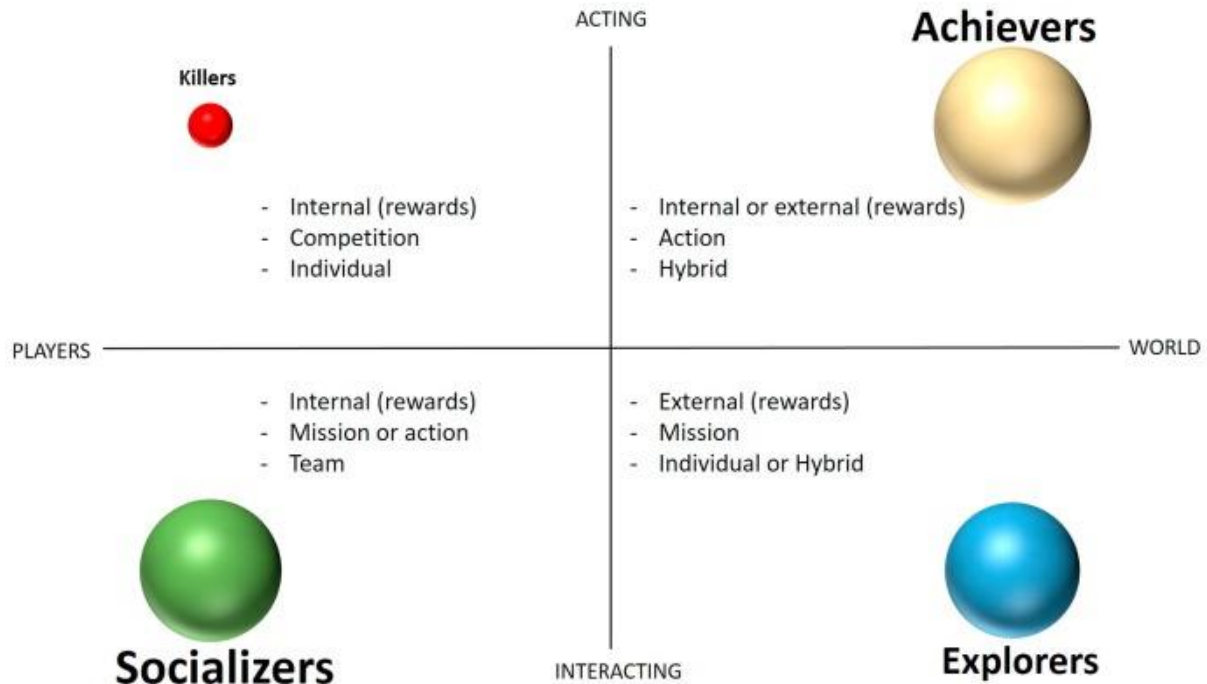 ACTING
Achievers
Killers
- Internal (rewards)
- Competition
- Individual
- Internal or external (rewards)
- Action
- Hybrid
PLAYERS
WORLD
- Internal (rewards)
- Mission or action
- Team
- External (rewards)
- Mission
- Individual or Hybrid
Socializers
INTERACTING
Explorers